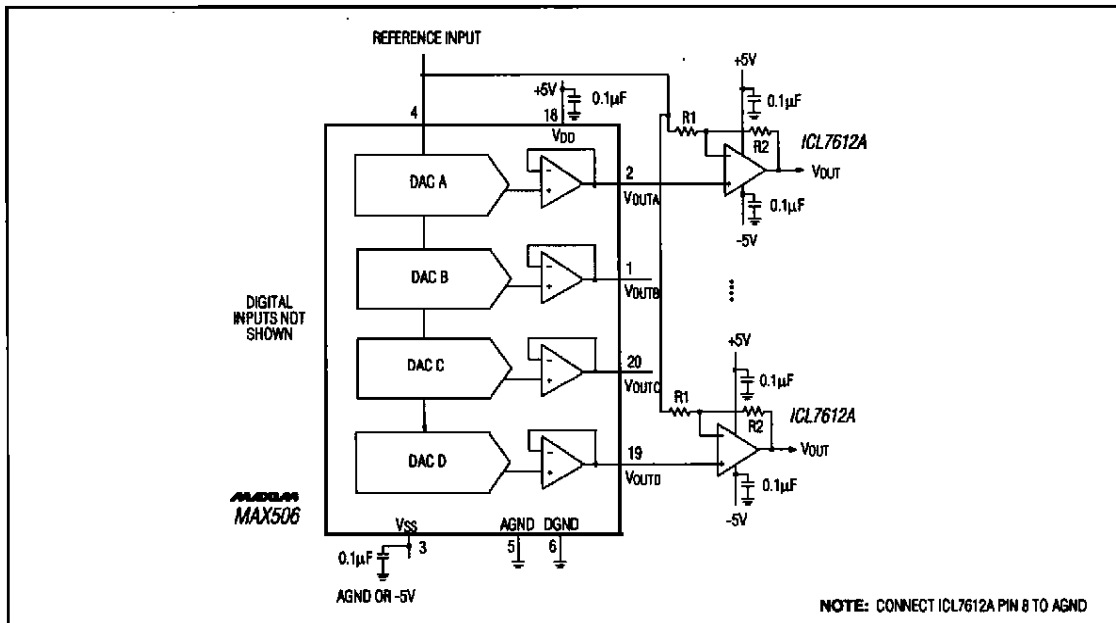 REFERENCE INPUT
+5V
0.1µF
4
18
VDD
+5V
0.1µF
R1
R2
ICL7612A
VOUT
0.1µF
-5V
DAC A
2
VOUTA
DAC B
1
VOUTB
DIGITAL
INPUTS NOT
SHOWN
DAC C
20
VOUTC
+5V
0.1µF
R1
R2
ICL7612A
VOUT
0.1µF
-5V
DAC D
19
VOUTD
MAXIM
MAX506
VSS
3
AGND
5
DGND
6
0.1µF
AGND OR -5V
NOTE: CONNECT ICL7612A PIN 8 TO AGND